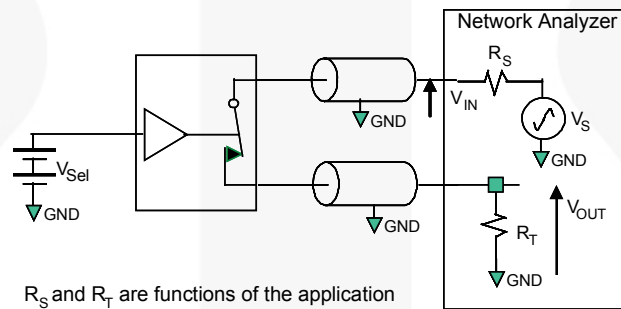 Network Analyzer
R_S
V_IN
V_S
GND
GND
V_Sel
GND
GND
V_OUT
R_T
GND
R_S and R_T are functions of the application